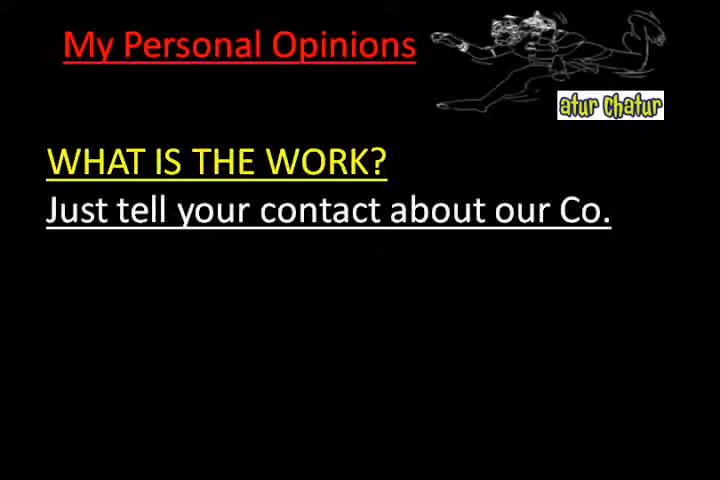 My Personal Opinions
atur Chatur
WHAT IS THE WORK?
Just tell your contact about our Co.